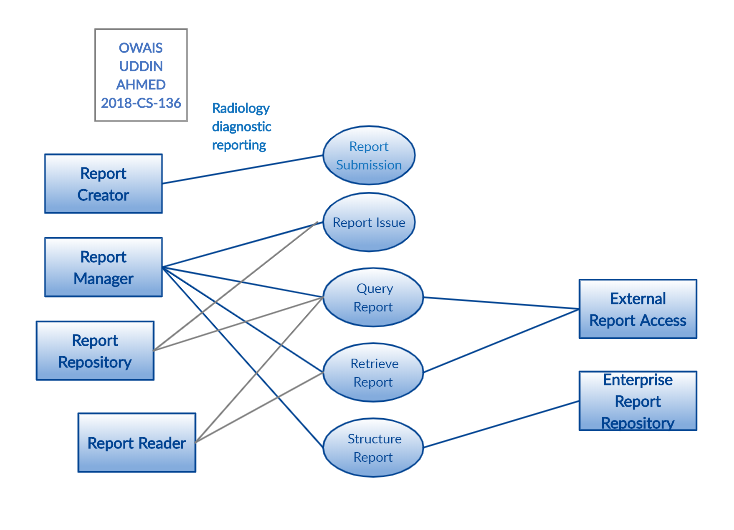 OWAIS
UDDIN
AHMED
2018-CS-136
Radiology
diagnostic
reporting
Report
Creator
Report
Submission
Report
Manager
Report Issue
Report
Repository
Query
Report
External
Report Access
Retrieve
Report
Enterprise
Report
Repository
Report Reader
Structure
Report